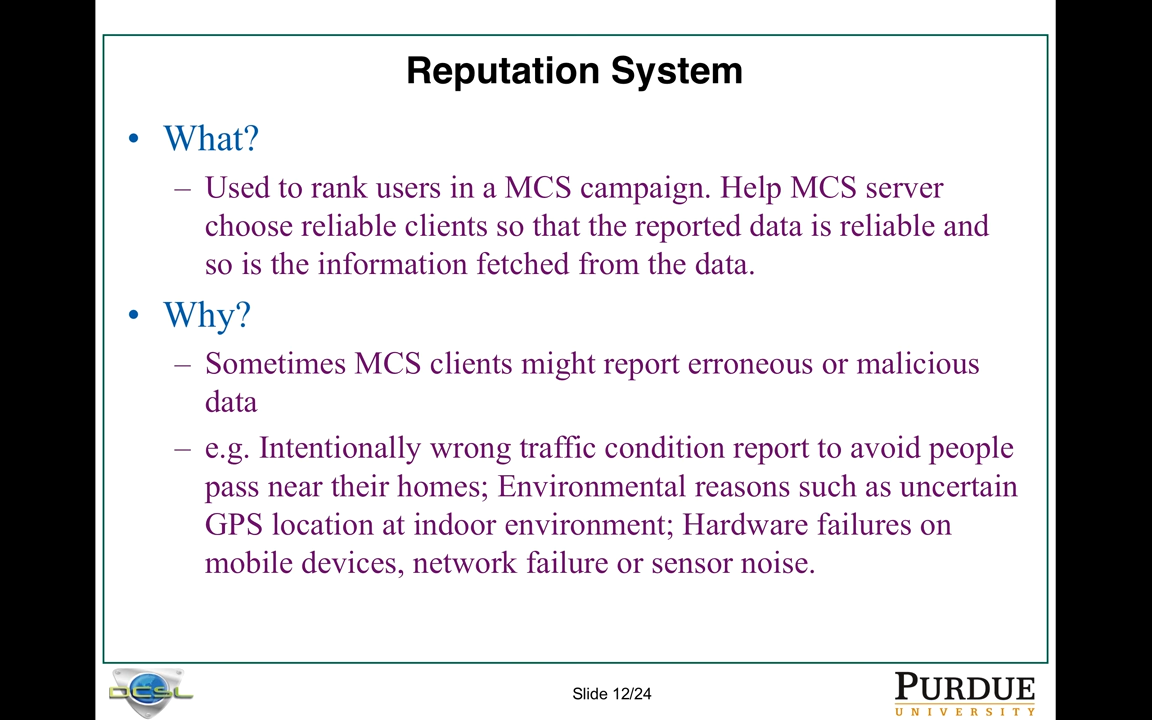 Reputation System
• What?
– Used to rank users in a MCS campaign. Help MCS server
choose reliable clients so that the reported data is reliable and
so is the information fetched from the data.
• Why?
– Sometimes MCS clients might report erroneous or malicious
data
– e.g. Intentionally wrong traffic condition report to avoid people
pass near their homes; Environmental reasons such as uncertain
GPS location at indoor environment; Hardware failures on
mobile devices, network failure or sensor noise.
DCSL
Slide 12/24
PURDUE
UNIVERSITY